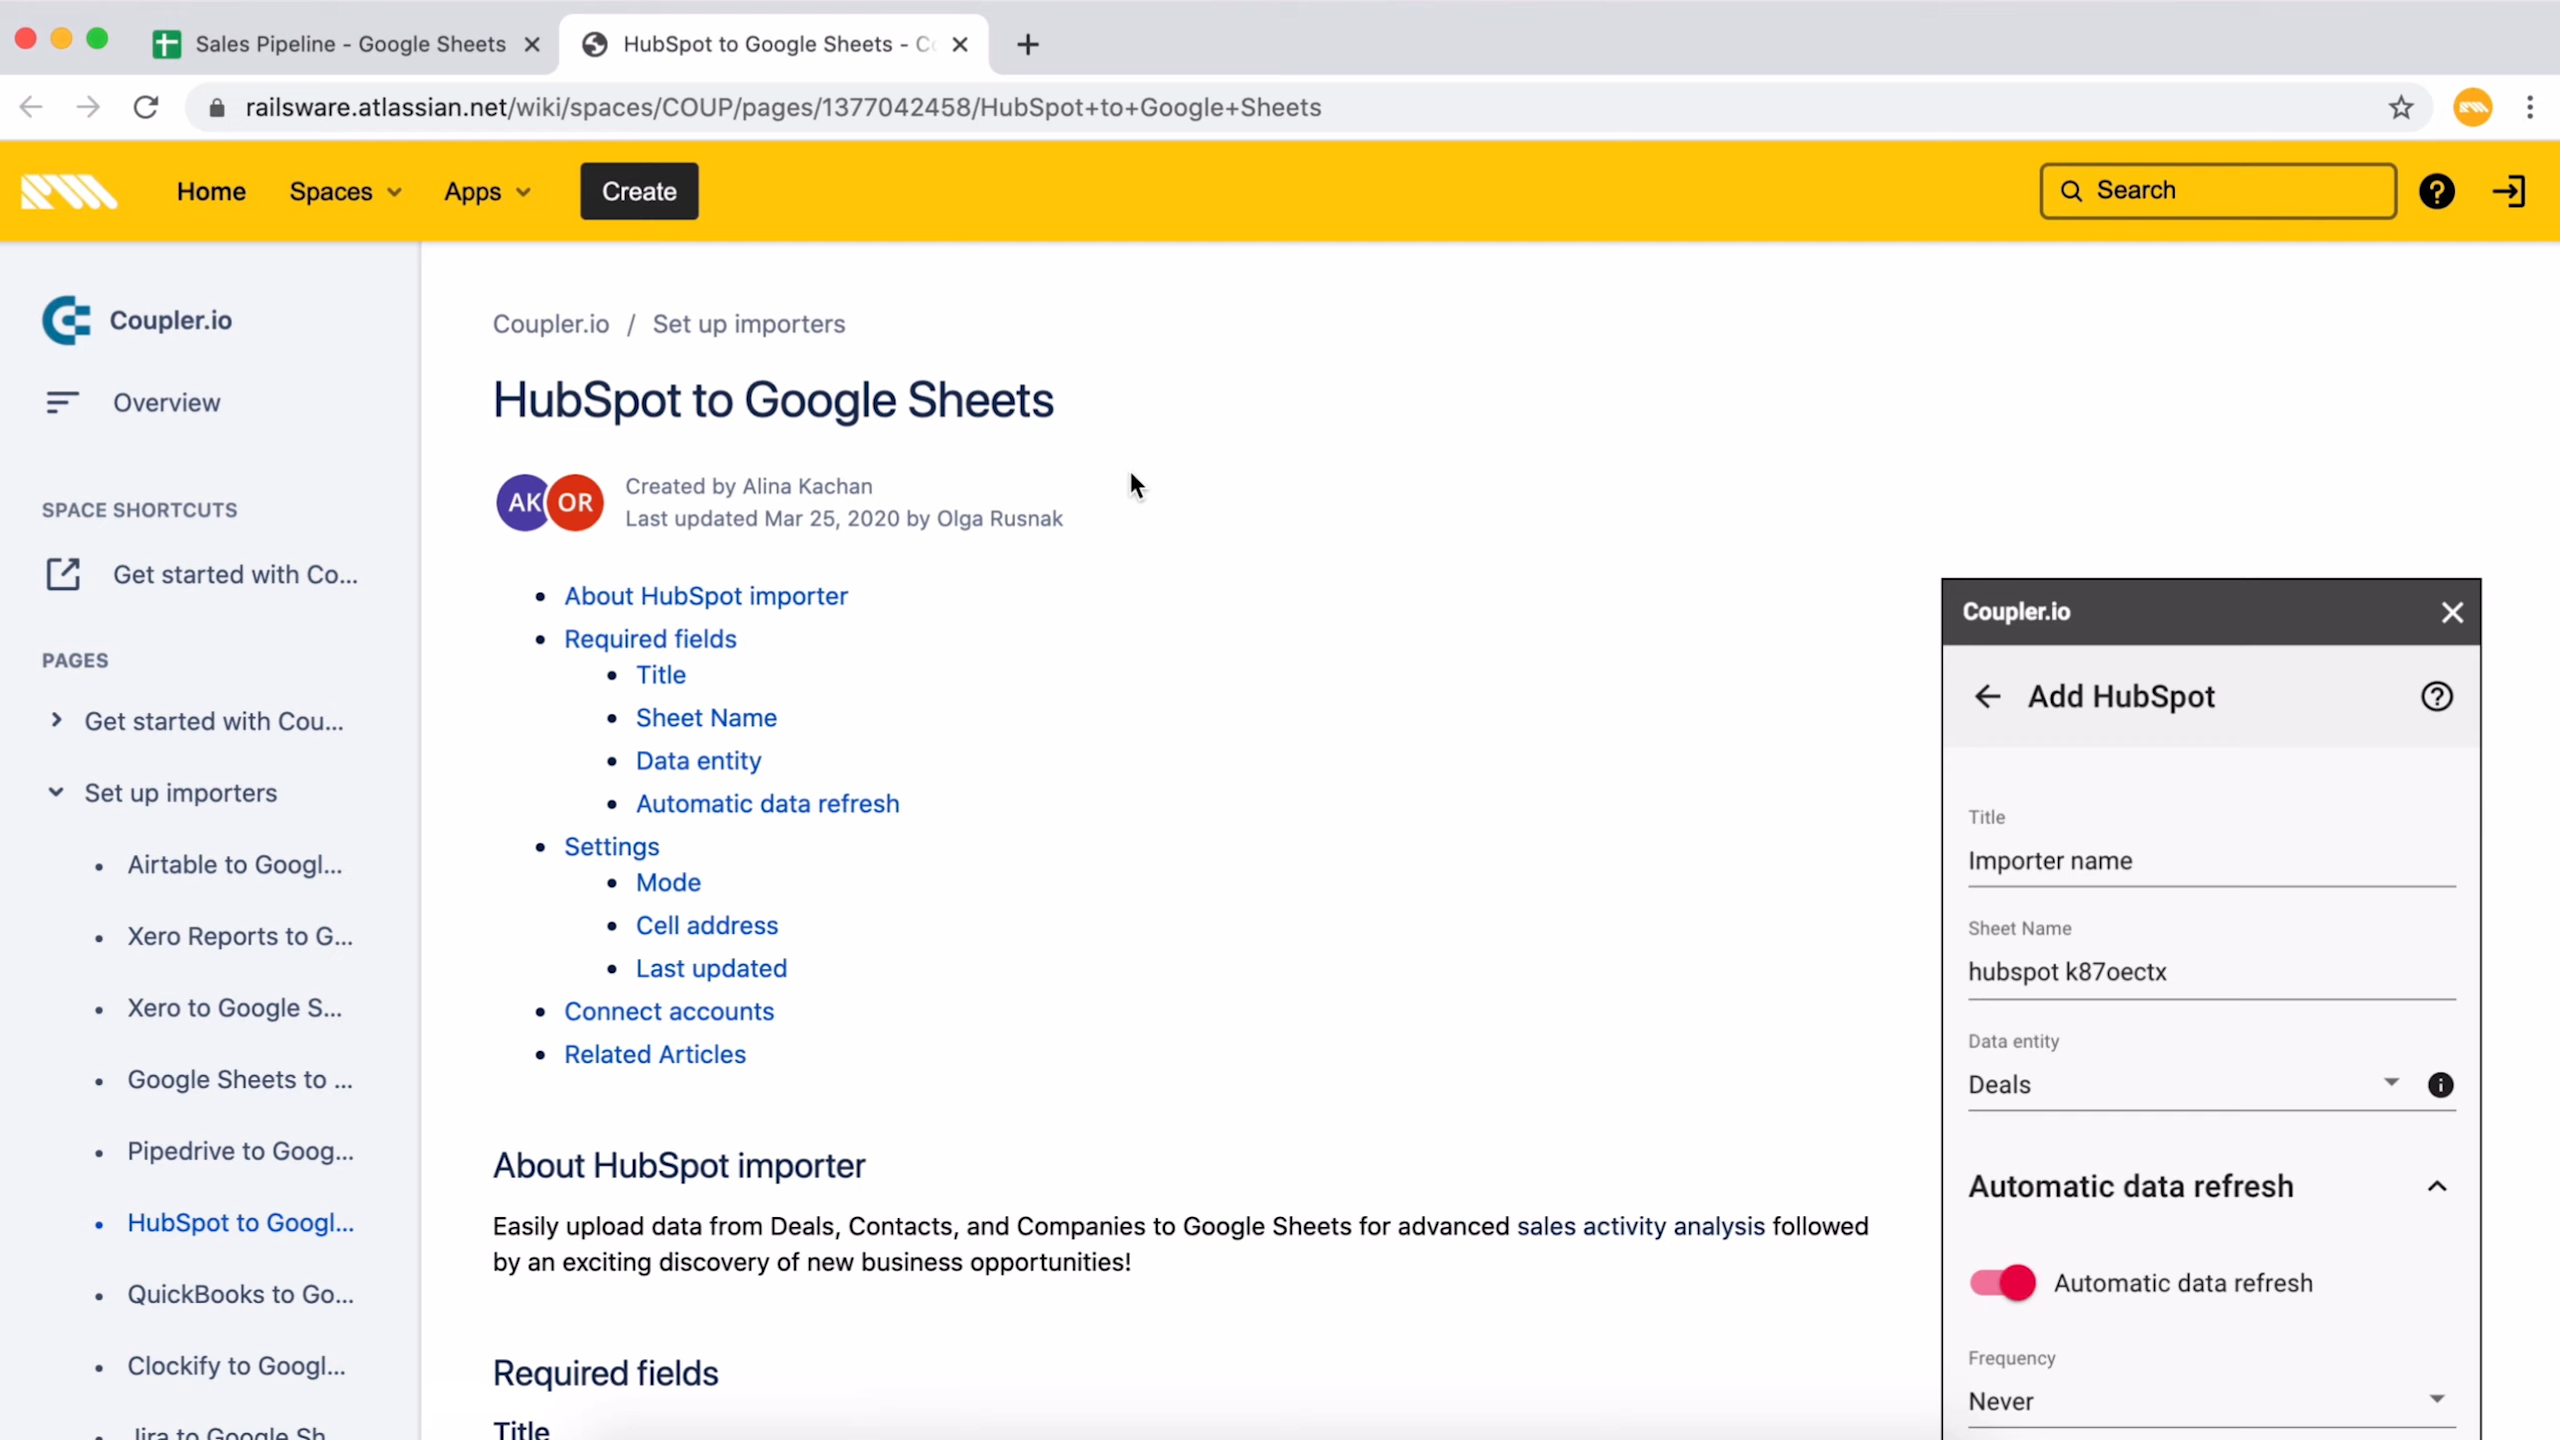 Sales Pipeline - Google Sheets
HubSpot to Google Sheets - Co
railsware.atlassian.net/wiki/spaces/COUP/pages/1377042458/HubSpot+to+Google+Sheets
Home
Spaces
Apps
Create
Search
Coupler.io
Overview
SPACE SHORTCUTS
Get started with Co...
PAGES
Get started with Cou...
Set up importers
Airtable to Googl...
Xero Reports to G...
Xero to Google S...
Google Sheets to ...
Pipedrive to Goog...
HubSpot to Googl...
QuickBooks to Go...
Clockify to Googl...
Jira to Google Sh
Coupler.io / Set up importers
HubSpot to Google Sheets
AK OR
Created by Alina Kachan
Last updated Mar 25, 2020 by Olga Rusnak
About HubSpot importer
Required fields
Title
Sheet Name
Data entity
Automatic data refresh
Settings
Mode
Cell address
Last updated
Connect accounts
Related Articles
About HubSpot importer
Easily upload data from Deals, Contacts, and Companies to Google Sheets for advanced sales activity analysis followed
by an exciting discovery of new business opportunities!
Required fields
Title
Coupler.io
Add HubSpot
Title
Importer name
Sheet Name
hubspot k87oectx
Data entity
Deals
Automatic data refresh
Automatic data refresh
Frequency
Never